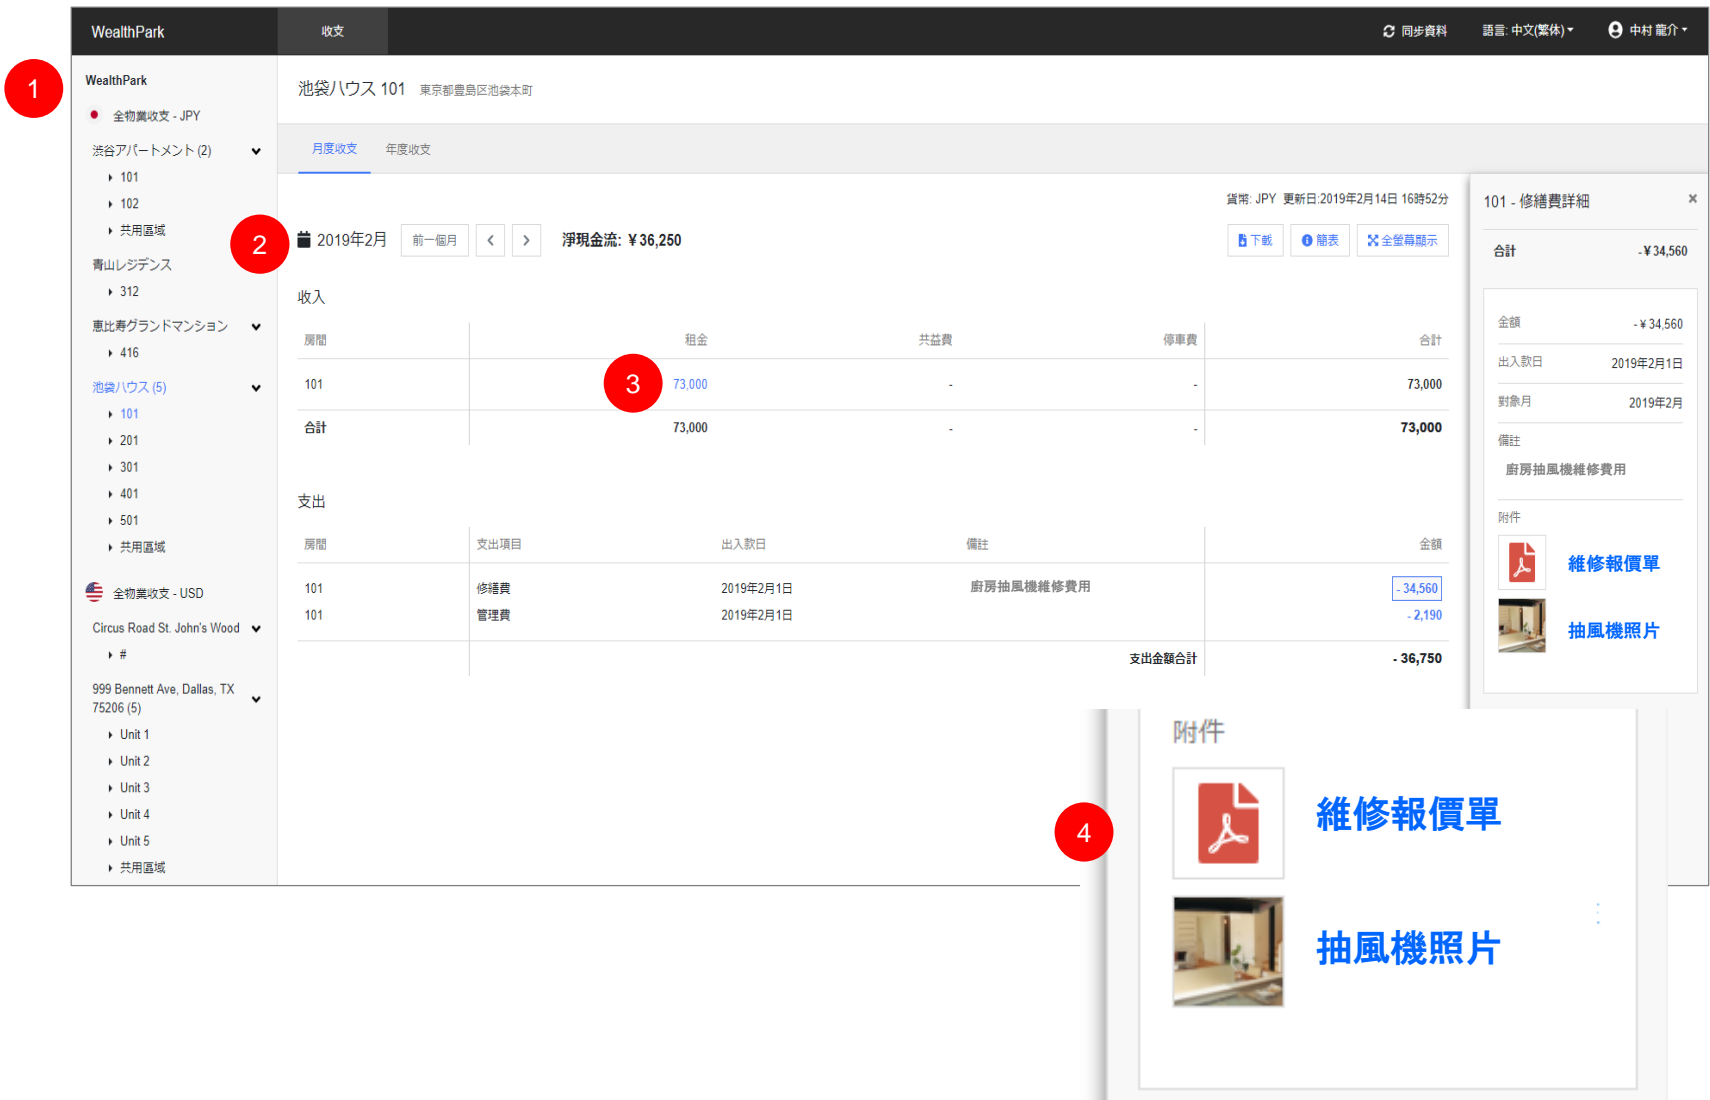 WealthPark
收支
同步資料
語言: 中文(繁体)
中村 龍介
1
WealthPark
全物業收支 - JPY
渋谷アパートメント (2)
101
102
共用區域
青山レジデンス
312
恵比寿グランドマンション
416
池袋ハウス (5)
101
201
301
401
501
共用區域
全物業收支 - USD
Circus Road St. John's Wood
#
999 Bennett Ave, Dallas, TX
75206 (5)
Unit 1
Unit 2
Unit 3
Unit 4
Unit 5
共用區域
池袋ハウス 101 東京都豊島区池袋本町
月度收支
年度收支
貨幣: JPY 更新日:2019年2月14日 16時52分
2
2019年2月
前一個月
淨現金流: ¥ 36,250
下載
簡表
全螢幕顯示
收入
房間 租金 共益費 停車費 合計
3
101 73,000 - - 73,000
合計 73,000 - - 73,000
支出
房間 支出項目 出入款日 備註 金額
101 修繕費 2019年2月1日 廚房抽風機維修費用 - 34,560
101 管理費 2019年2月1日 - 2,190
支出金額合計 - 36,750
101 - 修繕費詳細 ×
合計 - ¥ 34,560
金額 - ¥ 34,560
出入款日 2019年2月1日
對象月 2019年2月
備註
廚房抽風機維修費用
附件
維修報價單
抽風機照片
附件
4
維修報價單
抽風機照片